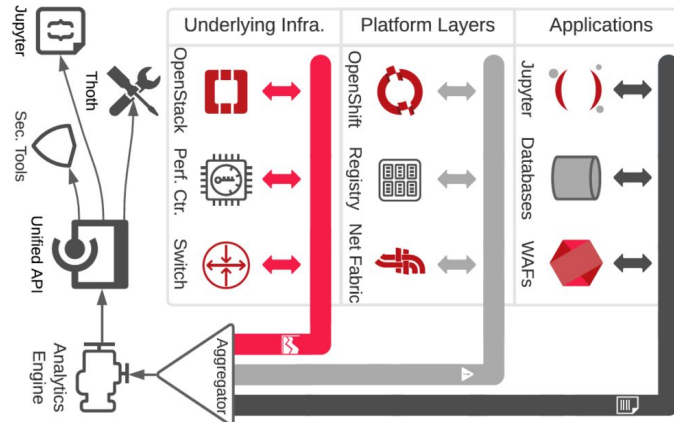 Underlying Infra.
Platform Layers
Applications
OpenStack
OpenShift
Jupyter
Perf. Ctr.
Registry
Databases
Switch
Net Fabric
WAFs
Jupyter
Thoth
Sec. Tools
Unified API
Analytics
Engine
Aggregator